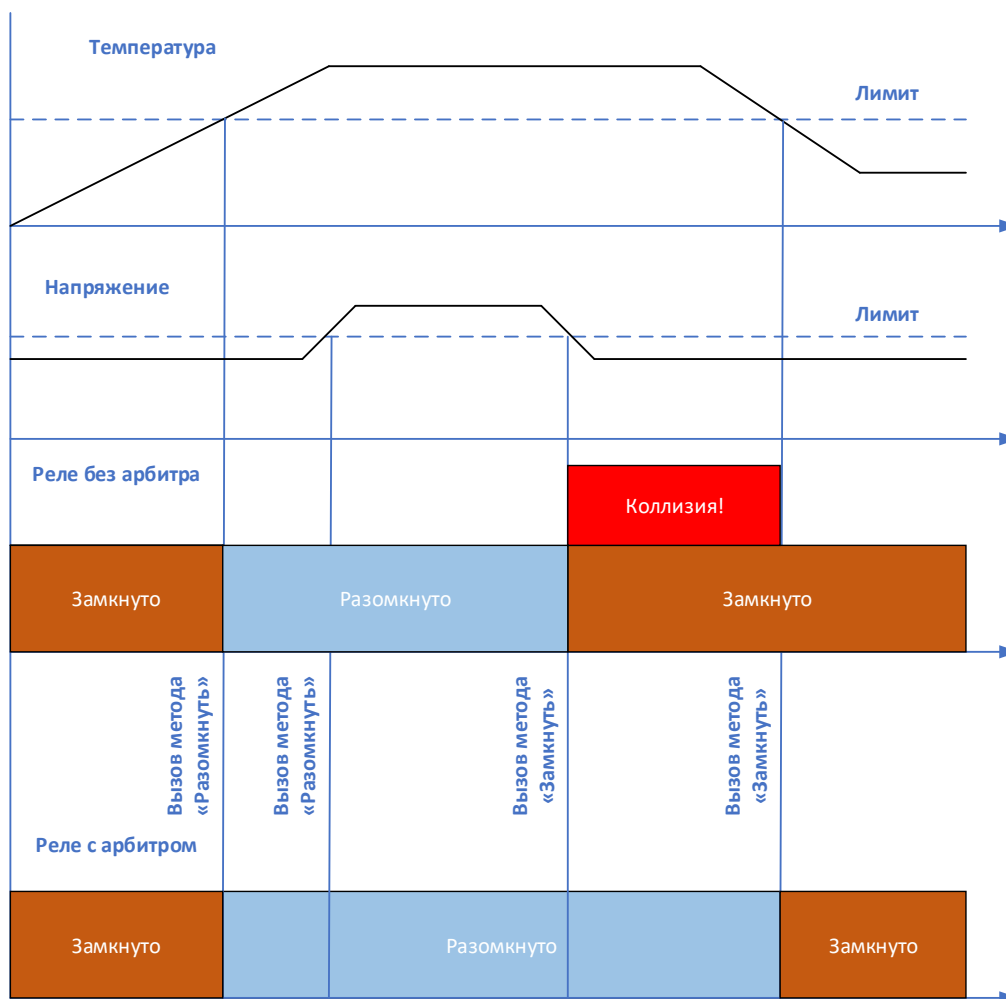 Температура
Лимит
Напряжение
Лимит
Реле без арбитра
Коллизия!
Замкнуто
Разомкнуто
Замкнуто
Вызов метода
«Разомкнуть»
Вызов метода
«Разомкнуть»
Вызов метода
«Замкнуть»
Вызов метода
«Замкнуть»
Реле с арбитром
Замкнуто
Разомкнуто
Замкнуто